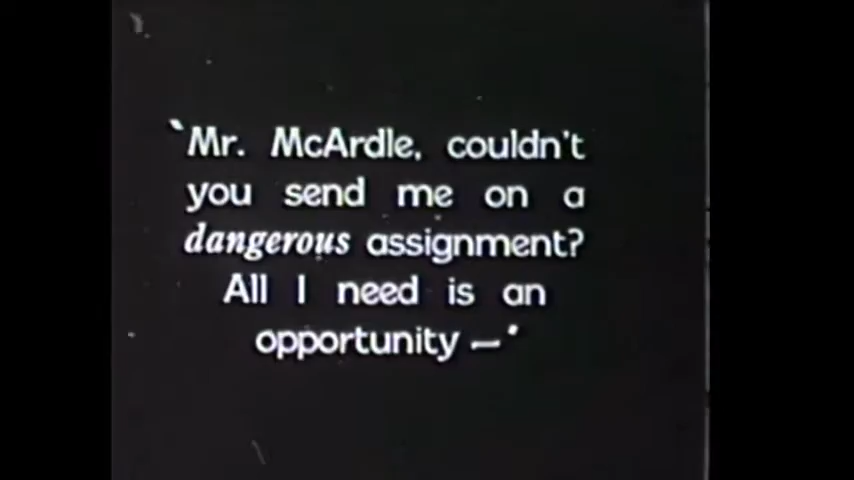 ‛Mr. McArdle, couldn't
you send me on a
dangerous assignment?
All I need is an
opportunity —’